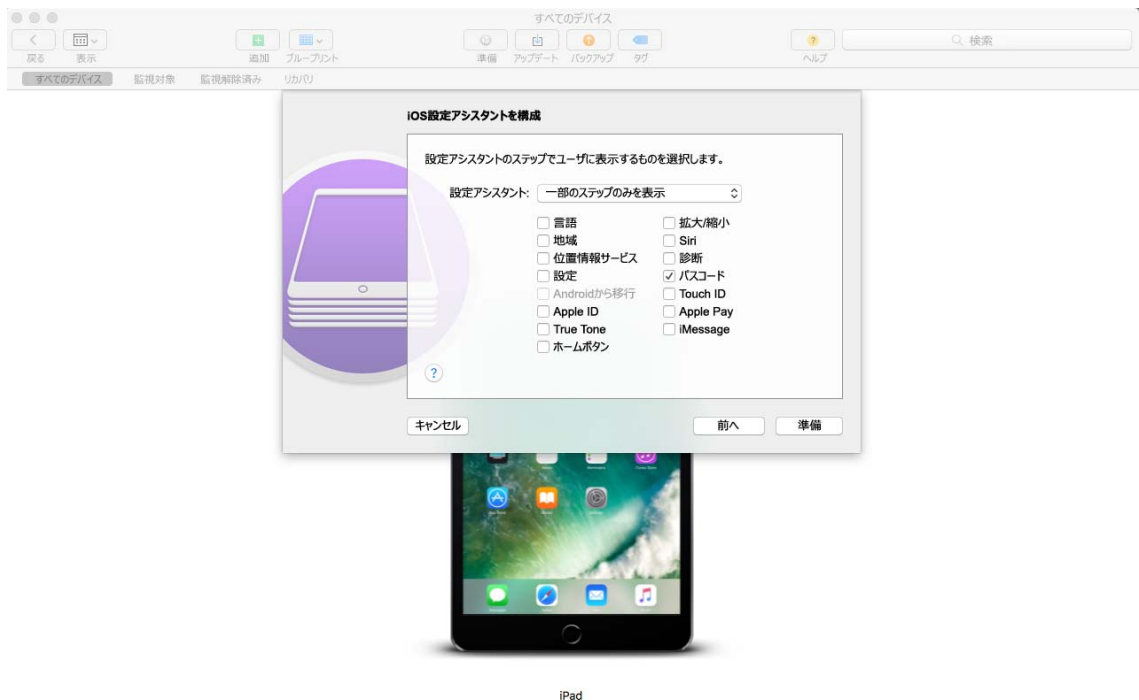 すべてのデバイス
戻る 表示 追加 ブループリント 準備 アップデート バックアップ タグ ヘルプ 検索
すべてのデバイス 監視対象 監視解除済み リカバリ
iOS設定アシスタントを構成
設定アシスタントのステップでユーザに表示するものを選択します。
設定アシスタント: 一部のステップのみを表示
言語 拡大/縮小
地域 Siri
位置情報サービス 診断
設定 パスコード
Androidから移行 Touch ID
Apple ID Apple Pay
True Tone iMessage
ホームボタン
?
キャンセル 前へ 準備
iPad